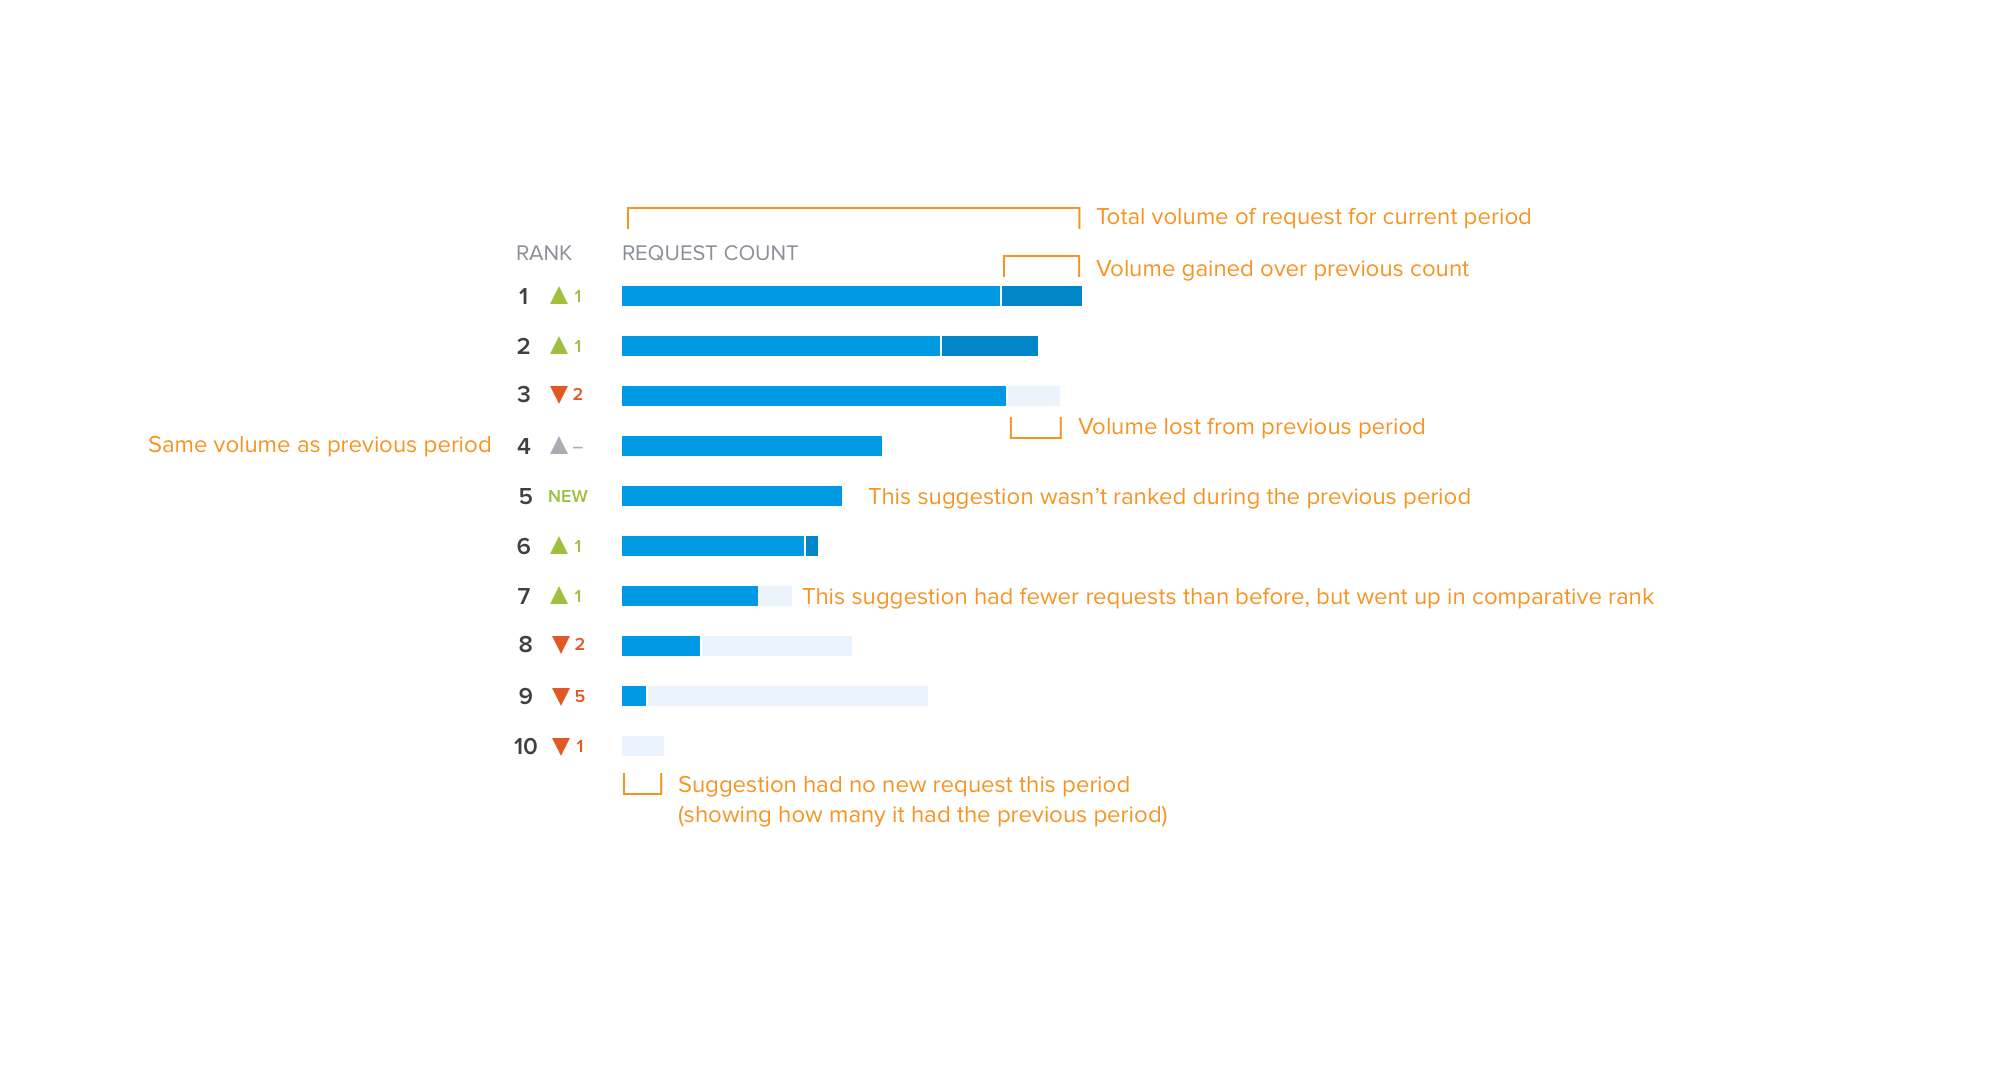 Total volume of request for current period
RANK REQUEST COUNT
Volume gained over previous count
1 ▲ 1
2 ▲ 1
3 ▼ 2
Volume lost from previous period
Same volume as previous period 4 ▲ –
5 NEW This suggestion wasn’t ranked during the previous period
6 ▲ 1
7 ▲ 1 This suggestion had fewer requests than before, but went up in comparative rank
8 ▼ 2
9 ▼ 5
10 ▼ 1
Suggestion had no new request this period
(showing how many it had the previous period)